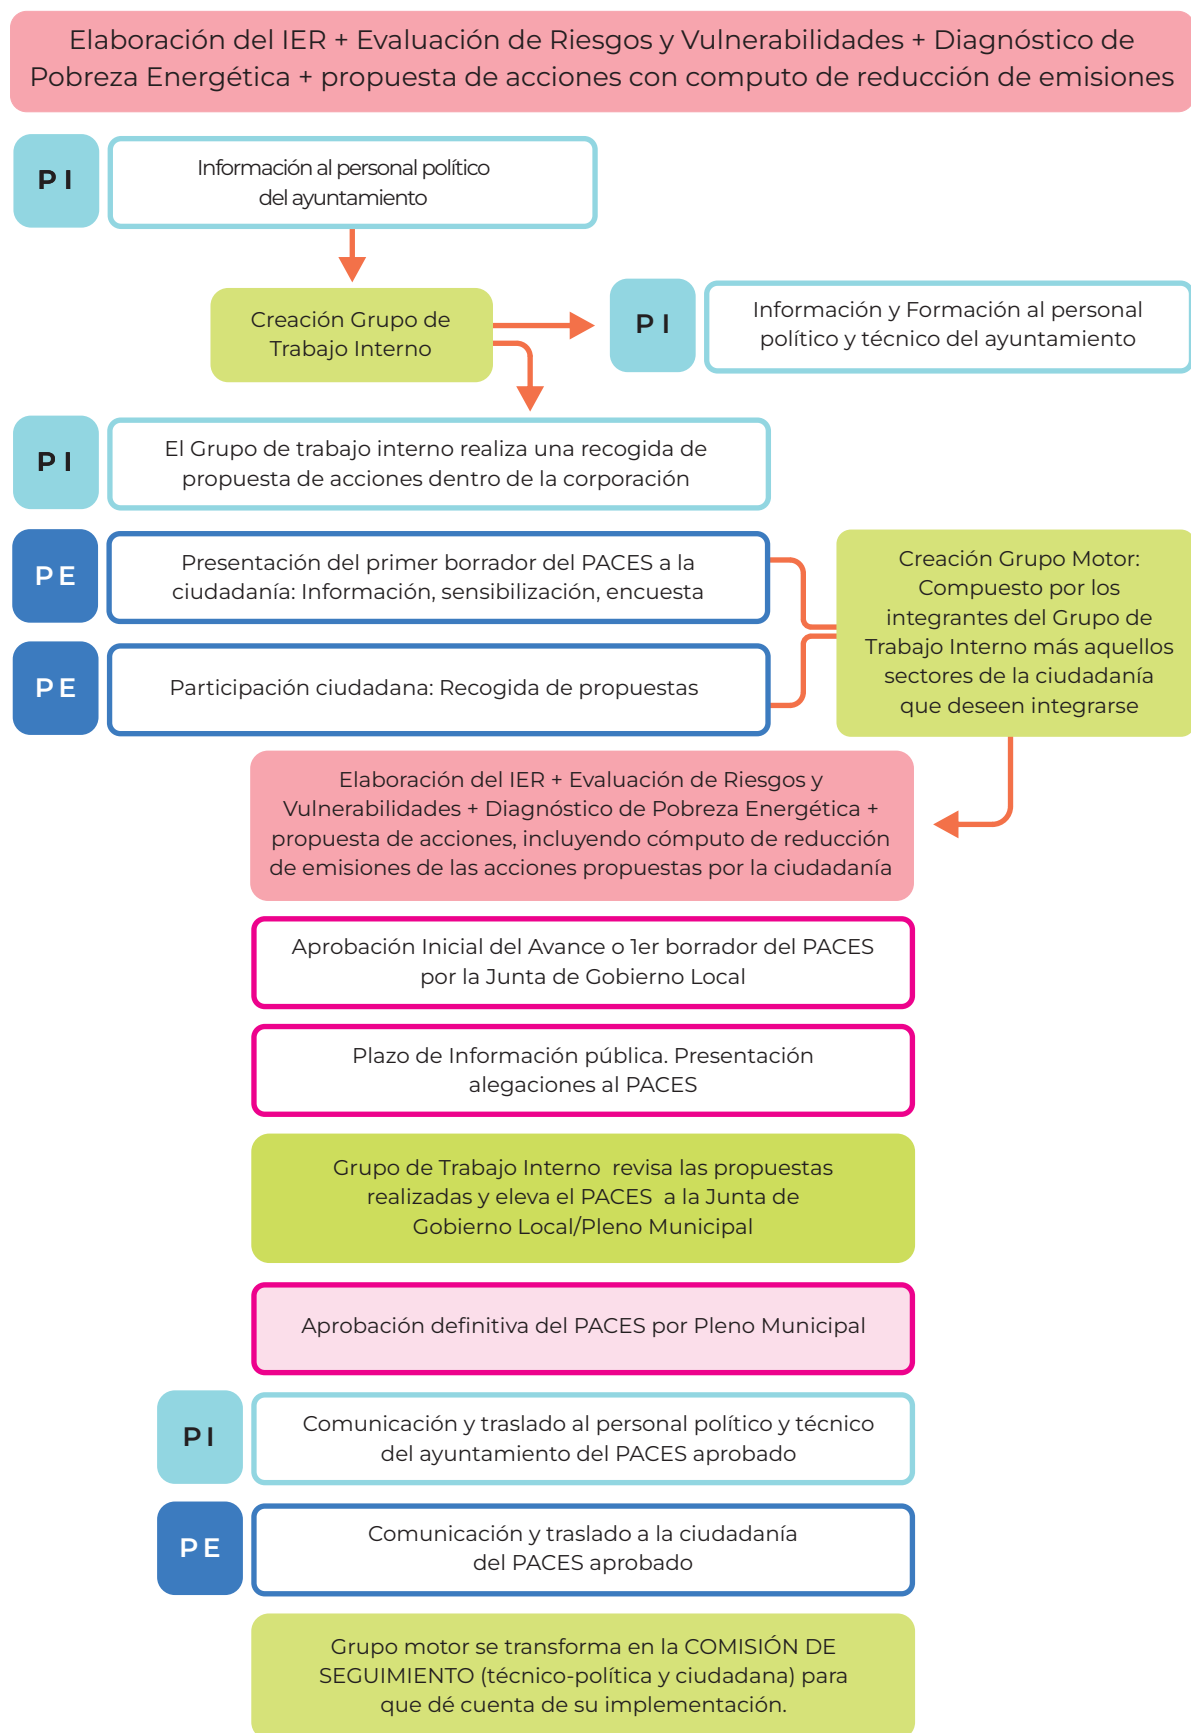 Elaboración del IER + Evaluación de Riesgos y Vulnerabilidades + Diagnóstico de
Pobreza Energética + propuesta de acciones con computo de reducción de emisiones
PI
Información al personal político
del ayuntamiento
Creación Grupo de
Trabajo Interno
PI
Información y Formación al personal
político y técnico del ayuntamiento
PI
El Grupo de trabajo interno realiza una recogida de
propuesta de acciones dentro de la corporación
PE
Presentación del primer borrador del PACES a la
ciudadanía: Información, sensibilización, encuesta
PE
Participación ciudadana: Recogida de propuestas
Creación Grupo Motor:
Compuesto por los
integrantes del Grupo de
Trabajo Interno más aquellos
sectores de la ciudadanía
que deseen integrarse
Elaboración del IER + Evaluación de Riesgos y
Vulnerabilidades + Diagnóstico de Pobreza Energética +
propuesta de acciones, incluyendo cómputo de reducción
de emisiones de las acciones propuestas por la ciudadanía
Aprobación Inicial del Avance o 1er borrador del PACES
por la Junta de Gobierno Local
Plazo de Información pública. Presentación
alegaciones al PACES
Grupo de Trabajo Interno revisa las propuestas
realizadas y eleva el PACES a la Junta de
Gobierno Local/Pleno Municipal
Aprobación definitiva del PACES por Pleno Municipal
PI
Comunicación y traslado al personal político y técnico
del ayuntamiento del PACES aprobado
PE
Comunicación y traslado a la ciudadanía
del PACES aprobado
Grupo motor se transforma en la COMISIÓN DE
SEGUIMIENTO (técnico-política y ciudadana) para
que dé cuenta de su implementación.